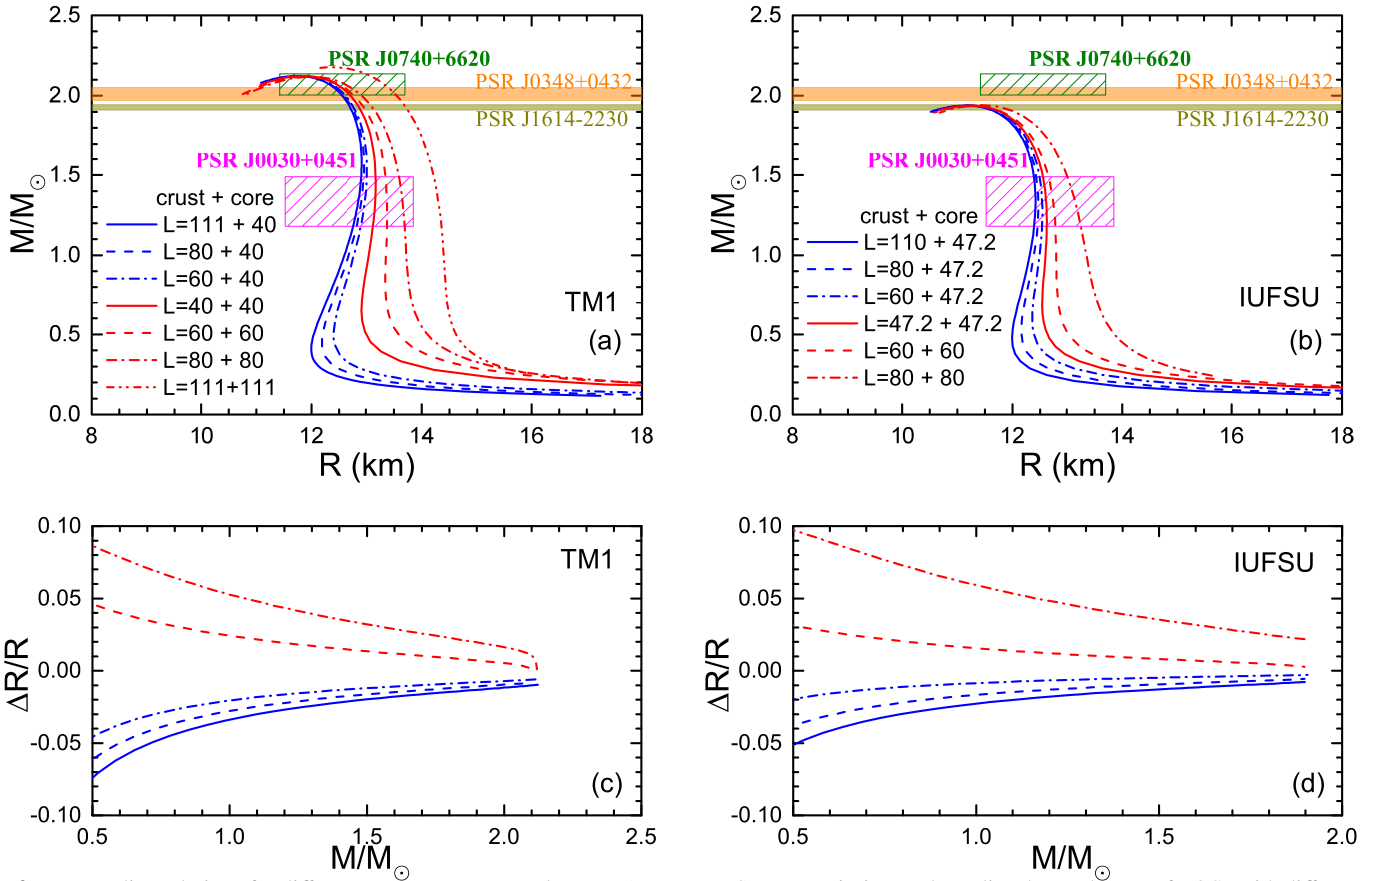 2.5
2.0
1.5
1.0
0.5
0.0
M/M⊙
PSR J0740+6620
PSR J0348+0432
PSR J1614-2230
PSR J0030+0451
crust + core
L=111 + 40
L=80 + 40
L=60 + 40
L=40 + 40
L=60 + 60
L=80 + 80
L=111+111
TM1
(a)
8 10 12 14 16 18
R (km)
2.5
2.0
1.5
1.0
0.5
0.0
M/M⊙
PSR J0740+6620
PSR J0348+0432
PSR J1614-2230
PSR J0030+0451
crust + core
L=110 + 47.2
L=80 + 47.2
L=60 + 47.2
L=47.2 + 47.2
L=60 + 60
L=80 + 80
IUFSU
(b)
8 10 12 14 16 18
R (km)
0.10
0.05
0.00
-0.05
-0.10
ΔR/R
TM1
(c)
0.5 1.0 1.5 2.0 2.5
M/M⊙
0.10
0.05
0.00
-0.05
-0.10
ΔR/R
IUFSU
(d)
0.5 1.0 1.5 2.0
M/M⊙